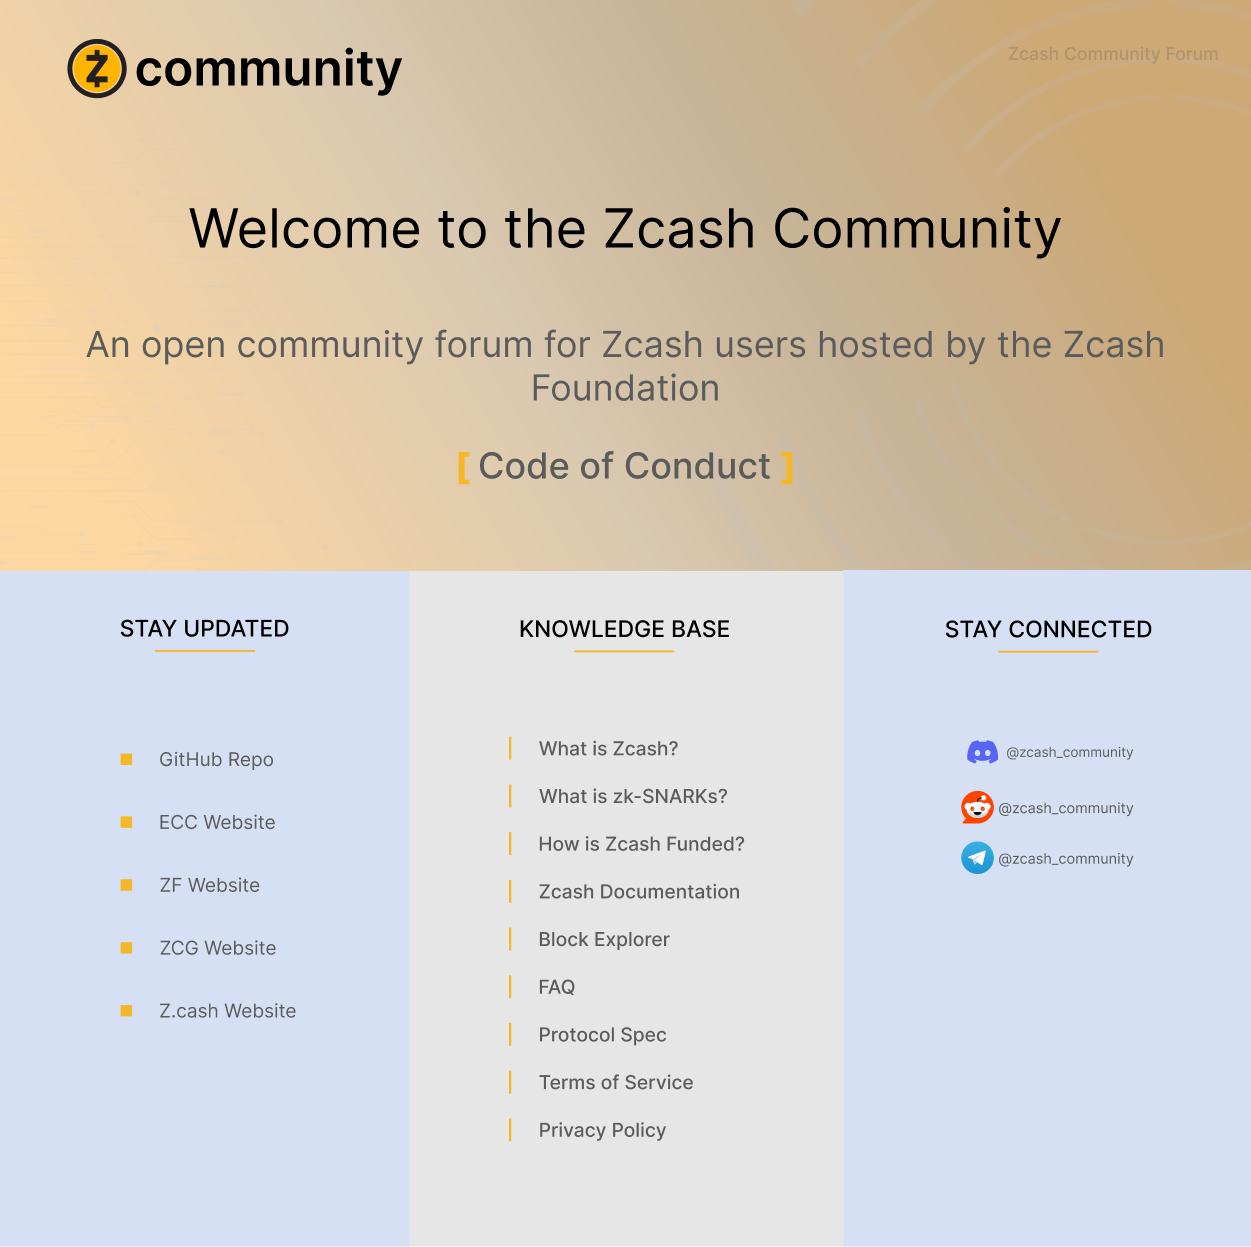 community
Zcash Community Forum
Welcome to the Zcash Community
An open community forum for Zcash users hosted by the Zcash
Foundation
[ Code of Conduct ]
STAY UPDATED
GitHub Repo
ECC Website
ZF Website
ZCG Website
Z.cash Website
KNOWLEDGE BASE
What is Zcash?
What is zk-SNARKs?
How is Zcash Funded?
Zcash Documentation
Block Explorer
FAQ
Protocol Spec
Terms of Service
Privacy Policy
STAY CONNECTED
@zcash_community
@zcash_community
@zcash_community